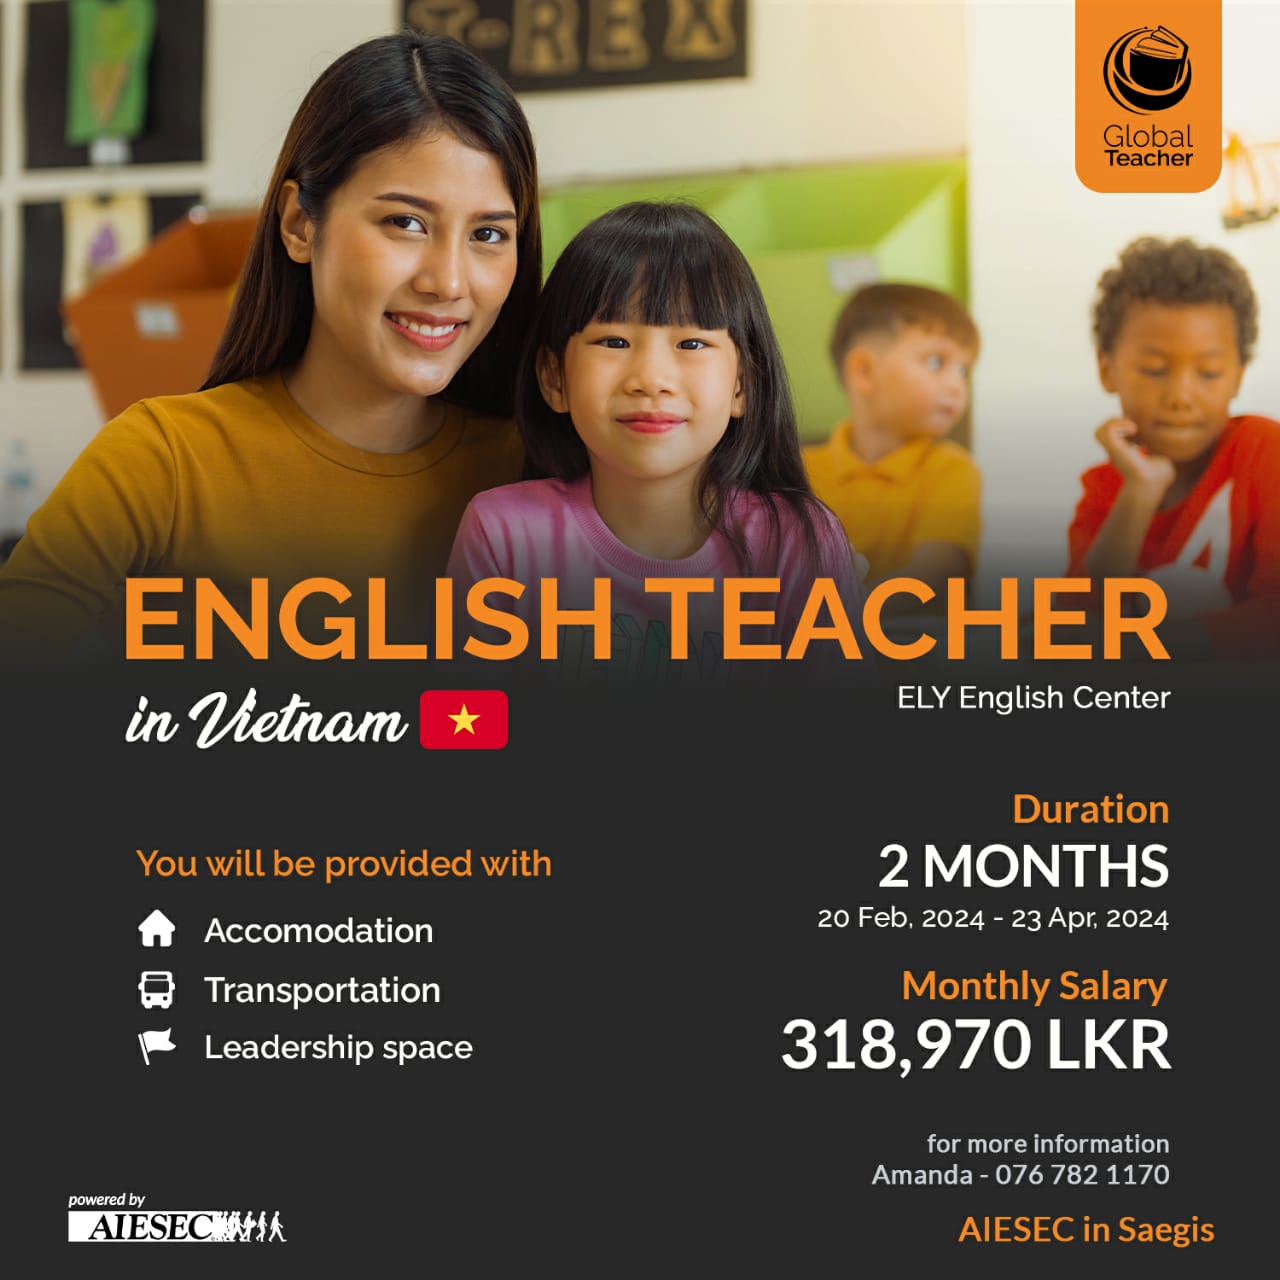 T-REX
Global
Teacher
ENGLISH TEACHER
in Vietnam
ELY English Center
Duration
2 MONTHS
20 Feb, 2024 - 23 Apr, 2024
You will be provided with
Accomodation
Transportation
Leadership space
Monthly Salary
318,970 LKR
for more information
Amanda - 076 782 1170
powered by
AIESEC
AIESEC in Saegis